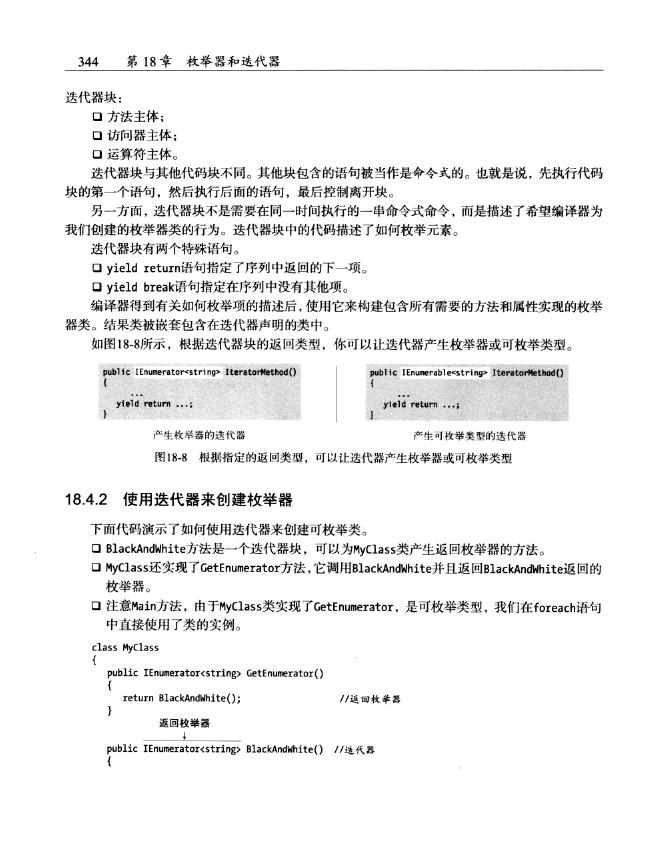 344 第 18 章 枚举器和迭代器
迭代器块：
❑ 方法主体；
❑ 访问器主体；
❑ 运算符主体。
迭代器块与其他代码块不同。其他块包含的语句被当作是命令式的。也就是说，先执行代码
块的第一个语句，然后执行后面的语句，最后控制离开块。
另一方面，迭代器块不是需要在同一时间执行的一串命令式命令，而是描述了希望编译器为
我们创建的枚举器类的行为。迭代器块中的代码描述了如何枚举元素。
迭代器块有两个特殊语句。
❑ yield return语句指定了序列中返回的下一项。
❑ yield break语句指定在序列中没有其他项。
编译器得到有关如何枚举项的描述后，使用它来构建包含所有需要的方法和属性实现的枚举
器类。结果类被嵌套包含在迭代器声明的类中。
如图18-8所示，根据迭代器块的返回类型，你可以让迭代器产生枚举器或可枚举类型。
public IEnumerator<string> IteratorMethod()
{
...
yield return ...;
}
产生枚举器的迭代器
public IEnumerable<string> IteratorMethod()
{
...
yield return ...;
}
产生可枚举类型的迭代器
图18-8 根据指定的返回类型，可以让迭代器产生枚举器或可枚举类型
18.4.2 使用迭代器来创建枚举器
下面代码演示了如何使用迭代器来创建可枚举类。
❑ BlackAndWhite方法是一个迭代器块，可以为MyClass类产生返回枚举器的方法。
❑ MyClass还实现了GetEnumerator方法，它调用BlackAndWhite并且返回BlackAndWhite返回的
枚举器。
❑ 注意Main方法，由于MyClass类实现了GetEnumerator，是可枚举类型，我们在foreach语句
中直接使用了类的实例。
class MyClass
{
public IEnumerator<string> GetEnumerator()
{
return BlackAndWhite(); //返回枚举器
}
返回枚举器
↓
public IEnumerator<string> BlackAndWhite() //迭代器
{